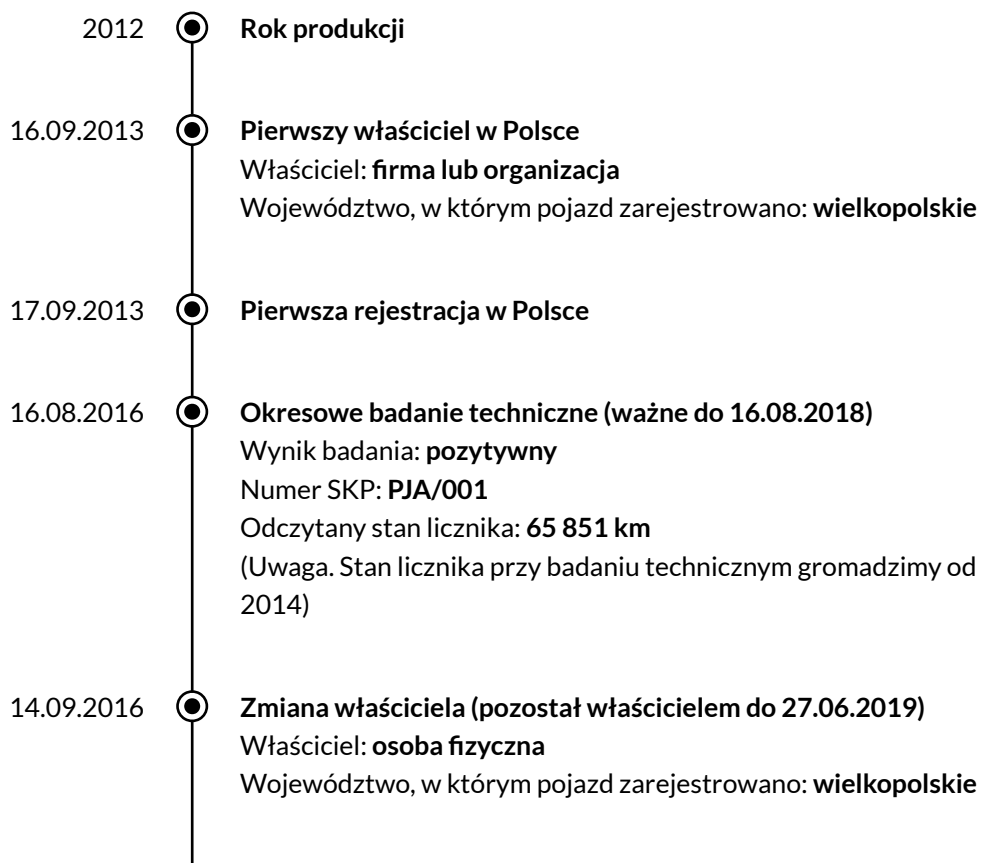 2012
Rok produkcji
16.09.2013
Pierwszy właściciel w Polsce
Właściciel: firma lub organizacja
Województwo, w którym pojazd zarejestrowano: wielkopolskie
17.09.2013
Pierwsza rejestracja w Polsce
16.08.2016
Okresowe badanie techniczne (ważne do 16.08.2018)
Wynik badania: pozytywny
Numer SKP: PJA/001
Odczytany stan licznika: 65 851 km
(Uwaga. Stan licznika przy badaniu technicznym gromadzimy od
2014)
14.09.2016
Zmiana właściciela (pozostał właścicielem do 27.06.2019)
Właściciel: osoba fizyczna
Województwo, w którym pojazd zarejestrowano: wielkopolskie